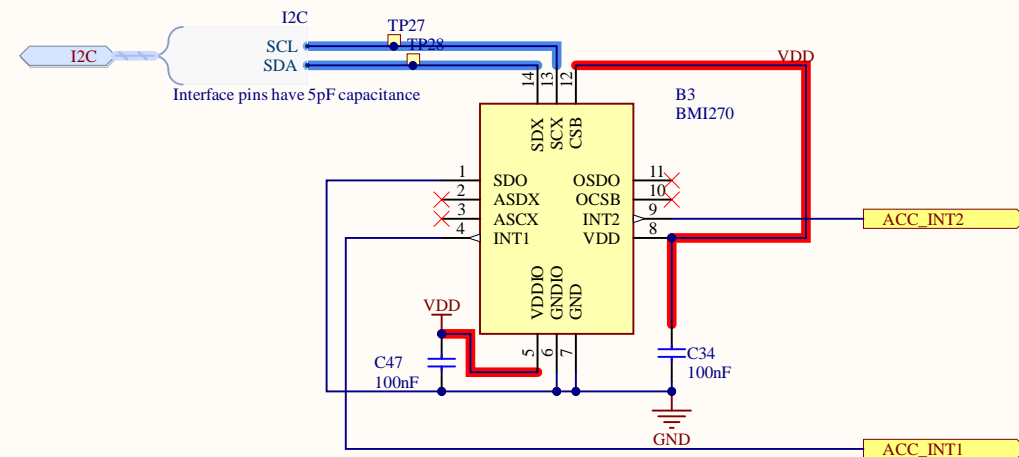 I2C
TP27
I2C
SCL
TP28
SDA
VDD
Interface pins have 5pF capacitance
14
13
12
B3
BMI270
SDX
SCX
CSB
1
SDO
OSDO
11
2
ASDX
OCSB
10
3
ASCX
INT2
9
ACC_INT2
4
INT1
VDD
8
VDDIO
GNDIO
GND
VDD
5
6
7
C47
100nF
C34
100nF
GND
ACC_INT1